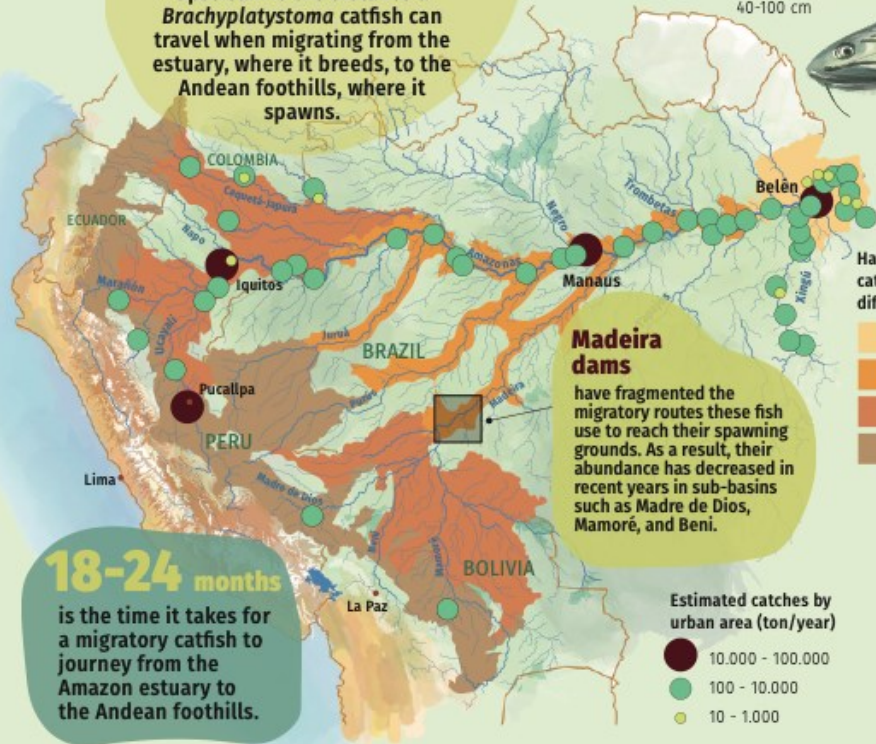 Brachyplatystoma catfish can
travel when migrating from the
estuary, where it breeds, to the
Andean foothills, where it
spawns.
40-100 cm
COLOMBIA
Caquetá-Japurá
ECUADOR
Napo
Negro
Trombetas
Belên
Amazonas
Iquitos
Manaus
Marañón
Ucayali
Xingú
Ha
cat
dif
Juruá
BRAZIL
Madeira
dams
have fragmented the
migratory routes these fish
use to reach their spawning
grounds. As a result, their
abundance has decreased in
recent years in sub-basins
such as Madre de Dios,
Mamoré, and Beni.
Pucallpa
Purús
Madeira
PERU
Lima
Madre de Dios
Beni
Mamoré
BOLIVIA
La Paz
18-24 months
is the time it takes for
a migratory catfish to
journey from the
Amazon estuary to
the Andean foothills.
Estimated catches by
urban area (ton/year)
10.000 - 100.000
100 - 10.000
10 - 1.000